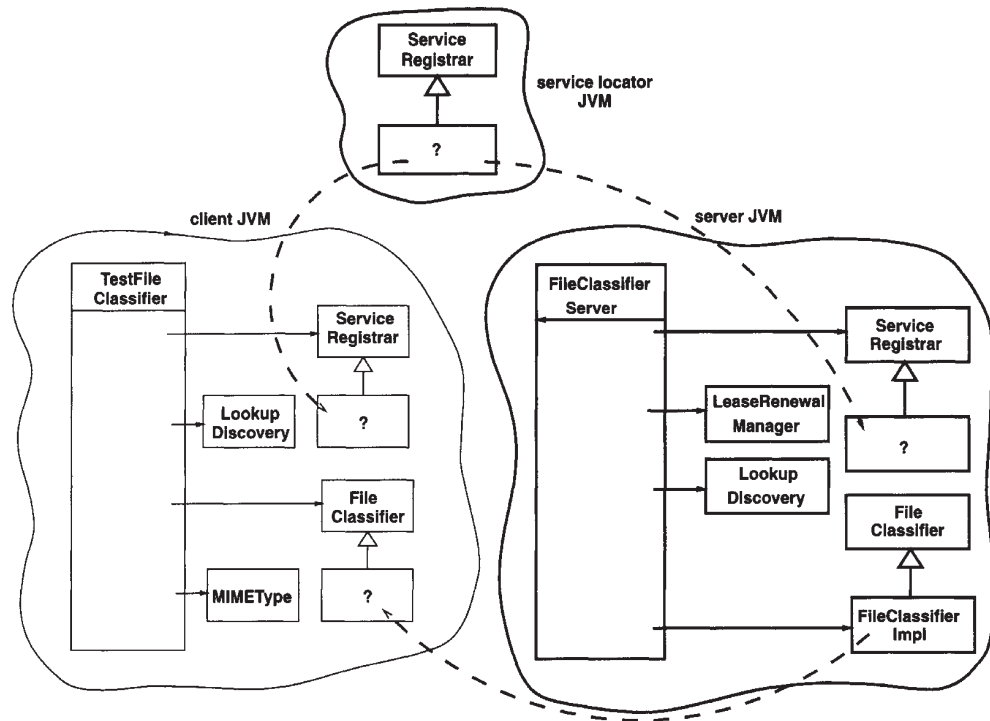 Service
Registrar
service locator
JVM
?
client JVM
server JVM
TestFile
Classifier
Service
Registrar
Lookup
Discovery
?
File
Classifier
MIMEType
?
FileClassifier
Server
Service
Registrar
LeaseRenewal
Manager
?
Lookup
Discovery
File
Classifier
FileClassifier
Impl